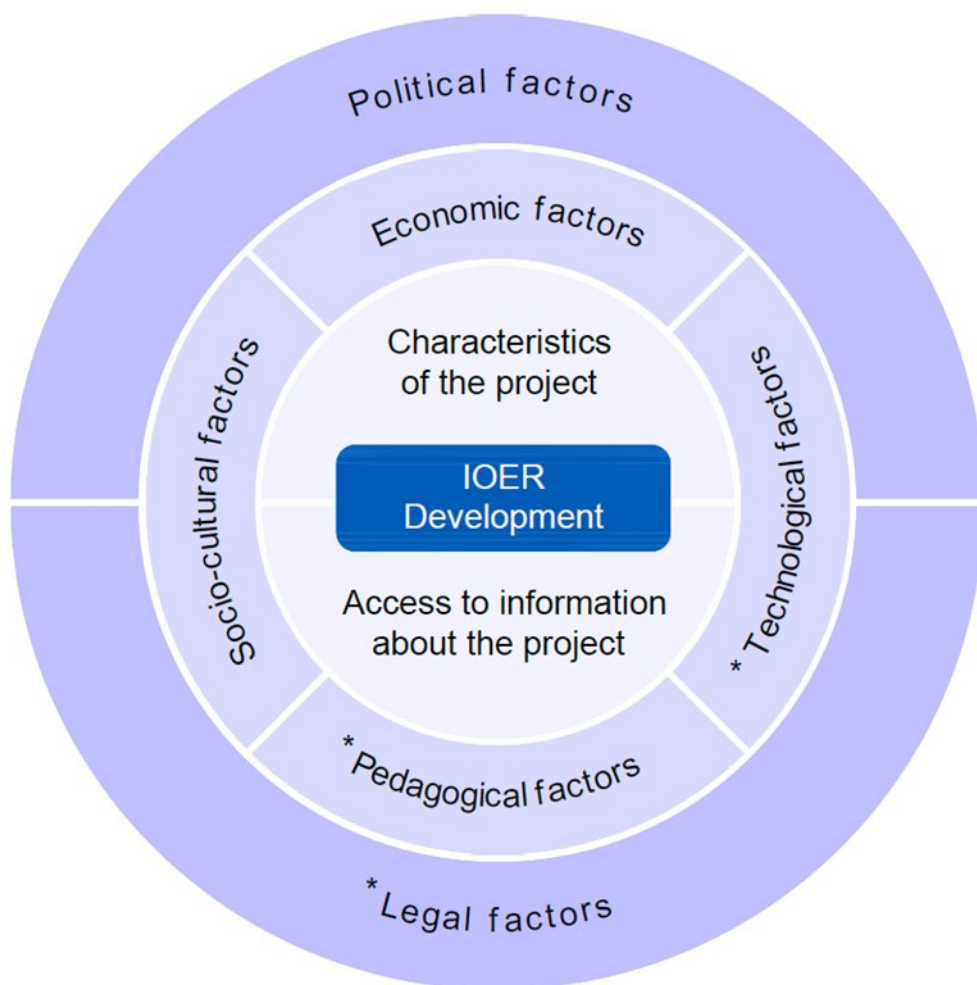 Political factors
Economic factors
Characteristics
of the project
Socio-cultural factors
IOER
Development
* Technological factors
Access to information
about the project
*Pedagogical factors
*Legal factors